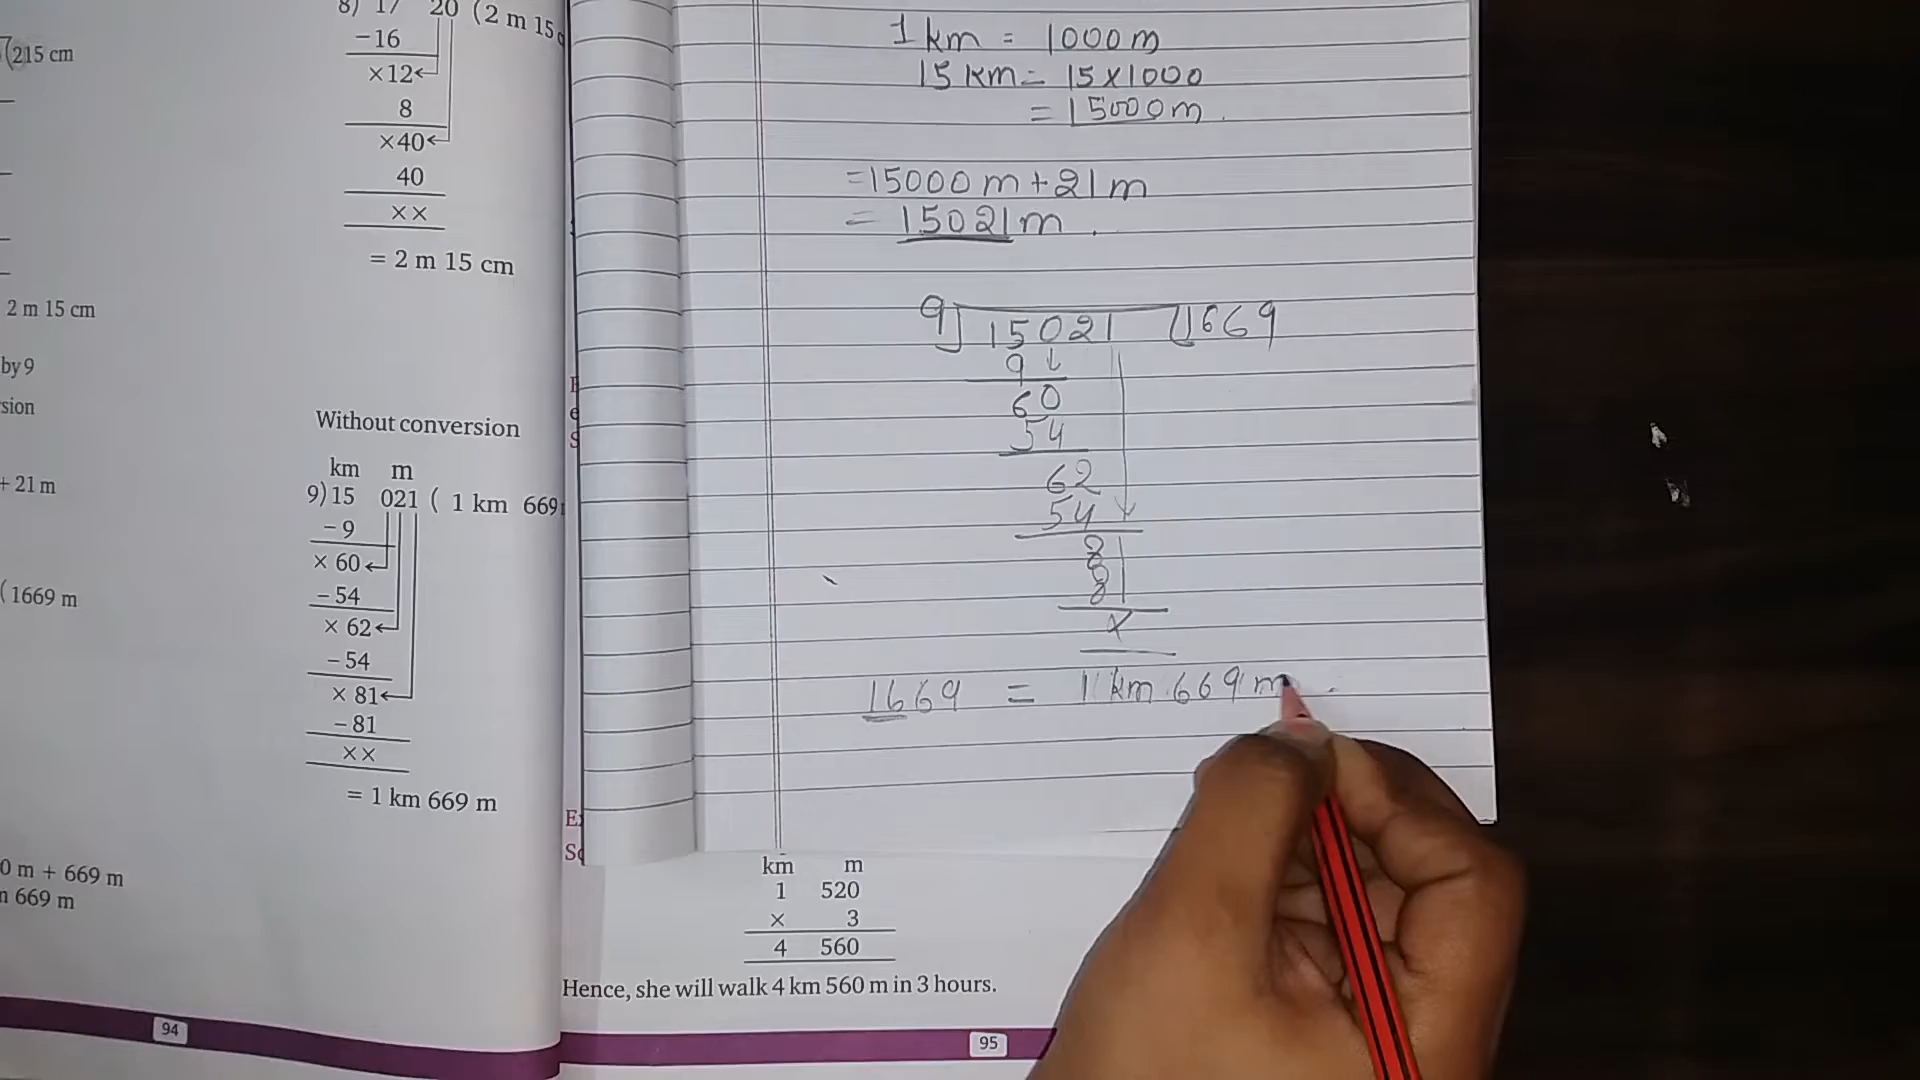 8) 17 20 (2 m 15
-16
×12
8
×40
40
××
= 2 m 15 cm
(215 cm
2 m 15 cm
by 9
sion
+ 21 m
(1669 m
0 m + 669 m
669 m
94
Without conversion
km m
9) 15 021 ( 1 km 669
-9
× 60
-54
× 62
-54
× 81
-81
××
= 1 km 669 m
1 km = 1000 m
15 km = 15×1000
= 15000 m.
= 15000 m + 21 m
= 15021 m.
9 15021 1669
9
60
54
62
54
81
81
×
1669 = 1 km 669 m.
km m
1 520
× 3
4 560
Hence, she will walk 4 km 560 m in 3 hours.
95